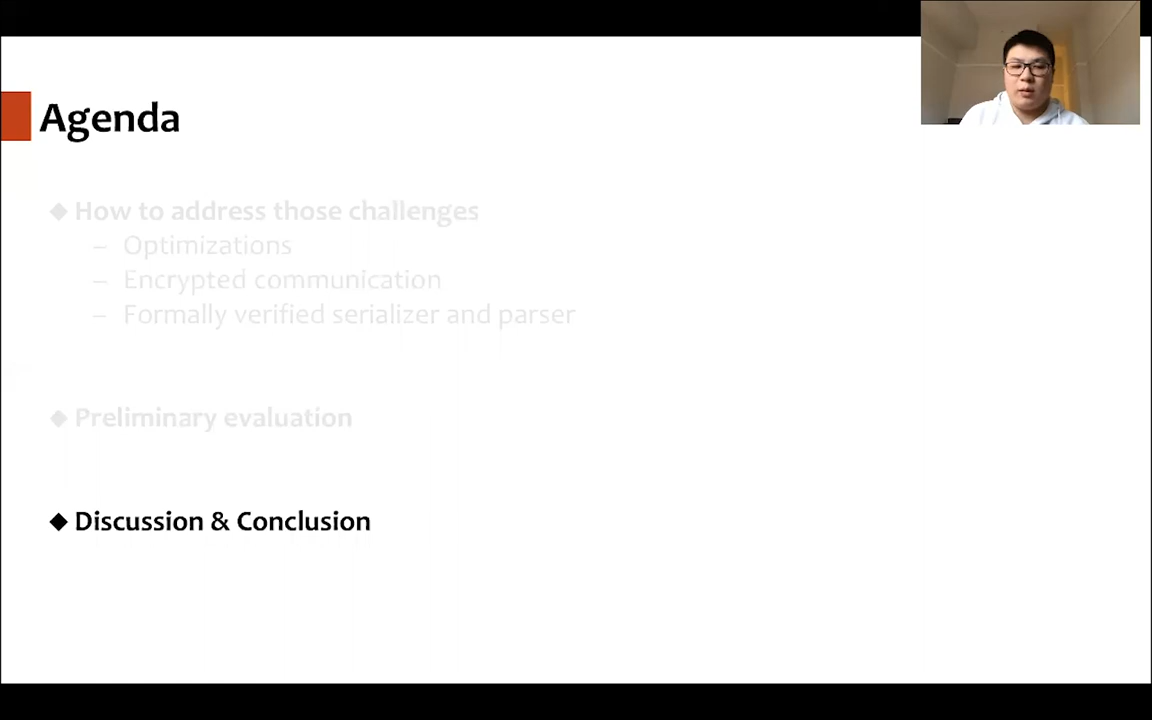 Agenda
◆ How to address those challenges
– Optimizations
– Encrypted communication
– Formally verified serializer and parser
◆ Preliminary evaluation
◆ Discussion & Conclusion